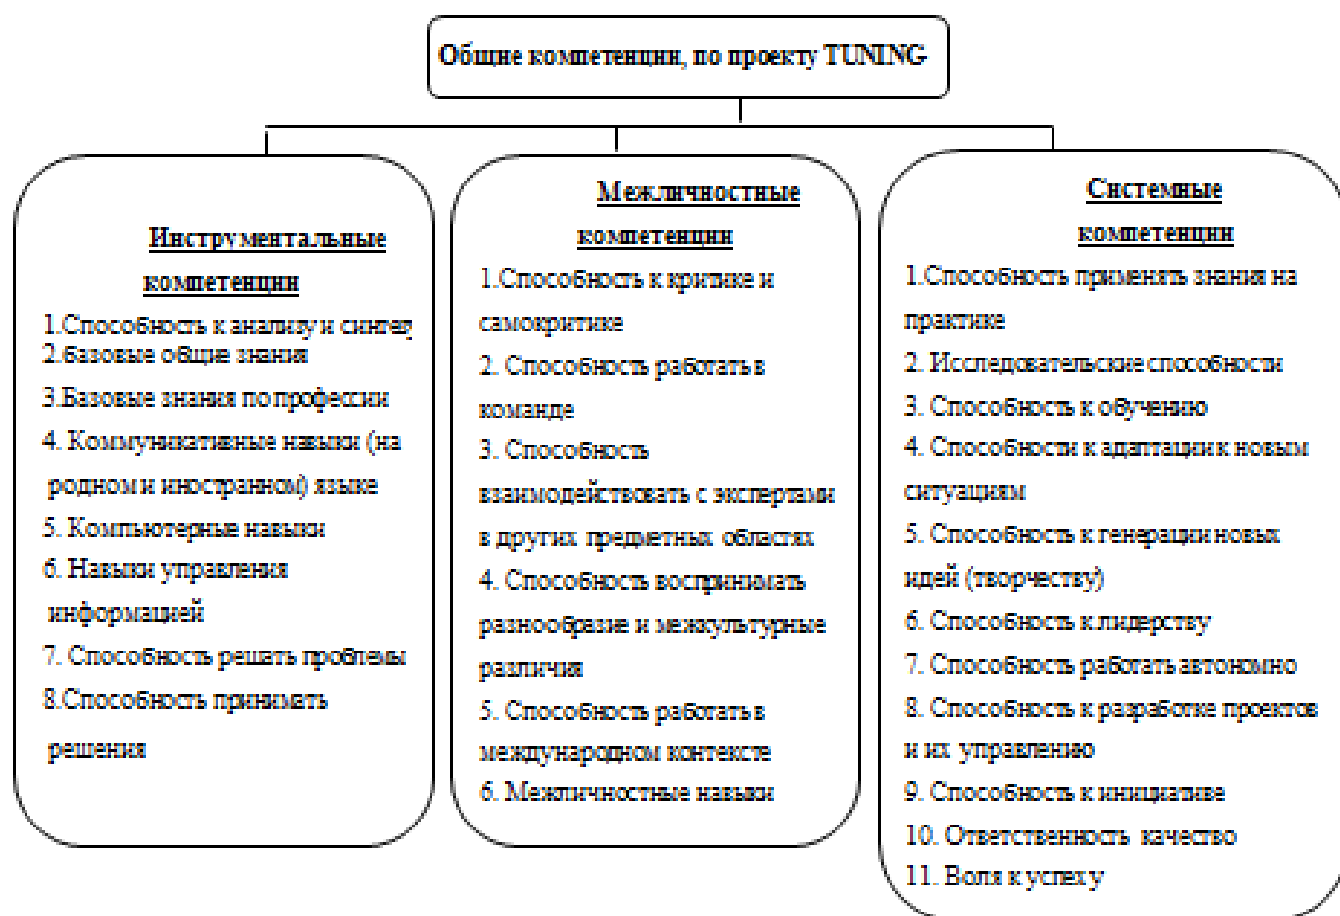 Общие компетенции, по проекту TUNING
Инструментальные
компетенции
1.Способность к анализу и синтезу
2.базовые общие знания
3.Базовые знания по профессии
4. Коммуникативные навыки (на
родном и иностранном) языке
5. Компьютерные навыки
6. Навыки управления
информацией
7. Способность решать проблемы
8.Способность принимать
решения
Межличностные
компетенции
1.Способность к критике и
самокритике
2. Способность работать в
команде
3. Способность
взаимодействовать с экспертами
в других предметных областях
4. Способность воспринимать
разнообразие и межкультурные
различия
5. Способность работать в
международном контексте
6. Межличностные навыки
Системные
компетенции
1.Способность применять знания на
практике
2. Исследовательские способности
3. Способность к обучению
4. Способности к адаптации к новым
ситуациям
5. Способность к генерации новых
идей (творчеству)
6. Способность к лидерству
7. Способность работать автономно
8. Способность к разработке проектов
и их управлению
9. Способность к инициативе
10. Ответственность качество
11. Воля к успеху